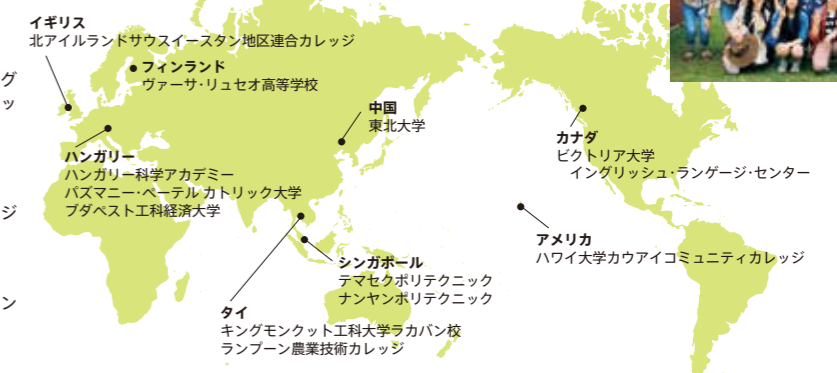 イギリス
北アイルランドサウスイースタン地区連合カレッジ
フィンランド
ヴァーサ・リュセオ高等学校
中国
東北大学
カナダ
ビクトリア大学
イングリッシュ・ランゲージ・センター
ハンガリー
ハンガリー科学アカデミー
パズマニー・ペーテル カトリック大学
ブダペスト工科経済大学
アメリカ
ハワイ大学カウアイコミュニティカレッジ
シンガポール
テマセクポリテクニック
ナンヤンポリテクニック
タイ
キングモンクット工科大学ラカバン校
ランプーン農業技術カレッジ
グ
ッ
ジ
ン